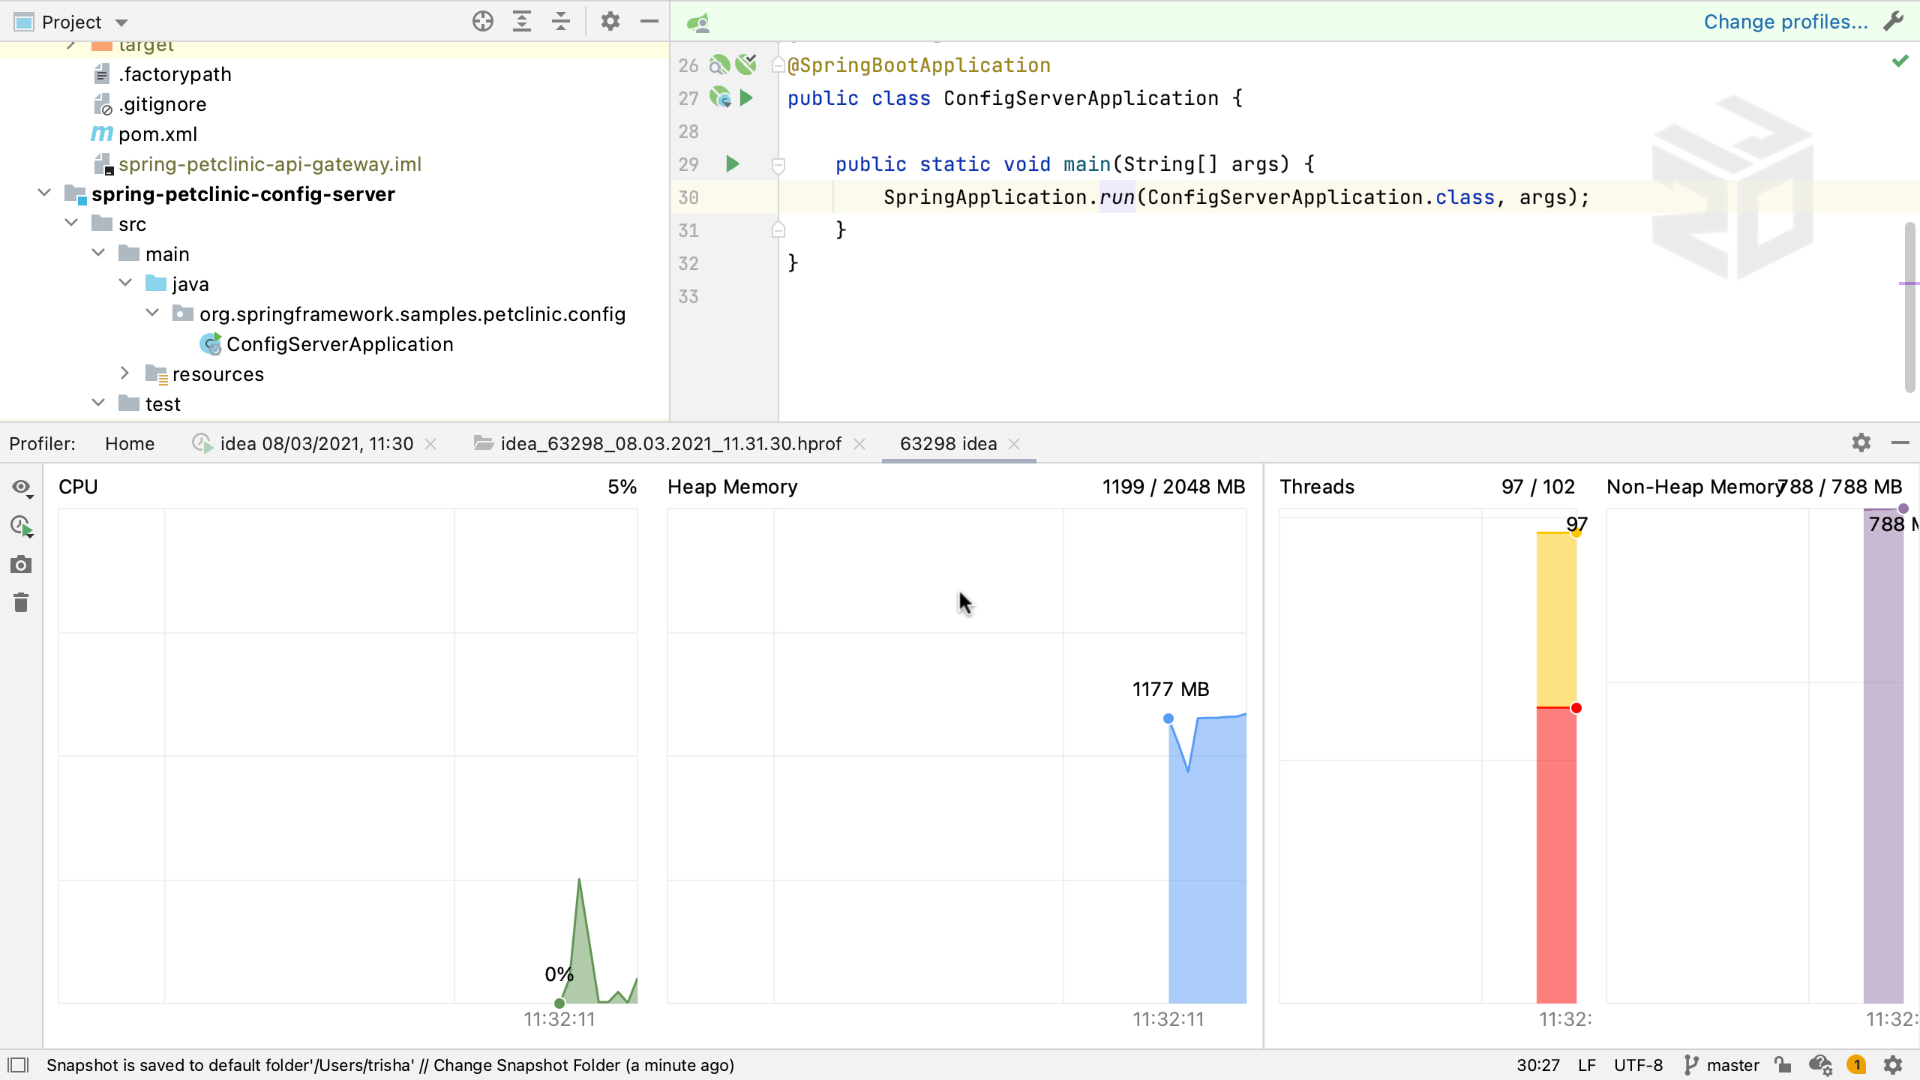 Project
Change profiles...
target
.factorypath
.gitignore
pom.xml
spring-petclinic-api-gateway.iml
spring-petclinic-config-server
src
main
java
org.springframework.samples.petclinic.config
ConfigServerApplication
resources
test
26 @SpringBootApplication
27 public class ConfigServerApplication {
28
29 public static void main(String[] args) {
30 SpringApplication.run(ConfigServerApplication.class, args);
31 }
32 }
33
Profiler: Home idea 08/03/2021, 11:30 idea_63298_08.03.2021_11.31.30.hprof 63298 idea
CPU 5% Heap Memory 1199 / 2048 MB Threads 97 / 102 Non-Heap Memory 788 / 788 MB
97
788 M
1177 MB
0%
11:32:11 11:32:11 11:32: 11:32:
Snapshot is saved to default folder'/Users/trisha' // Change Snapshot Folder (a minute ago) 30:27 LF UTF-8 master 1